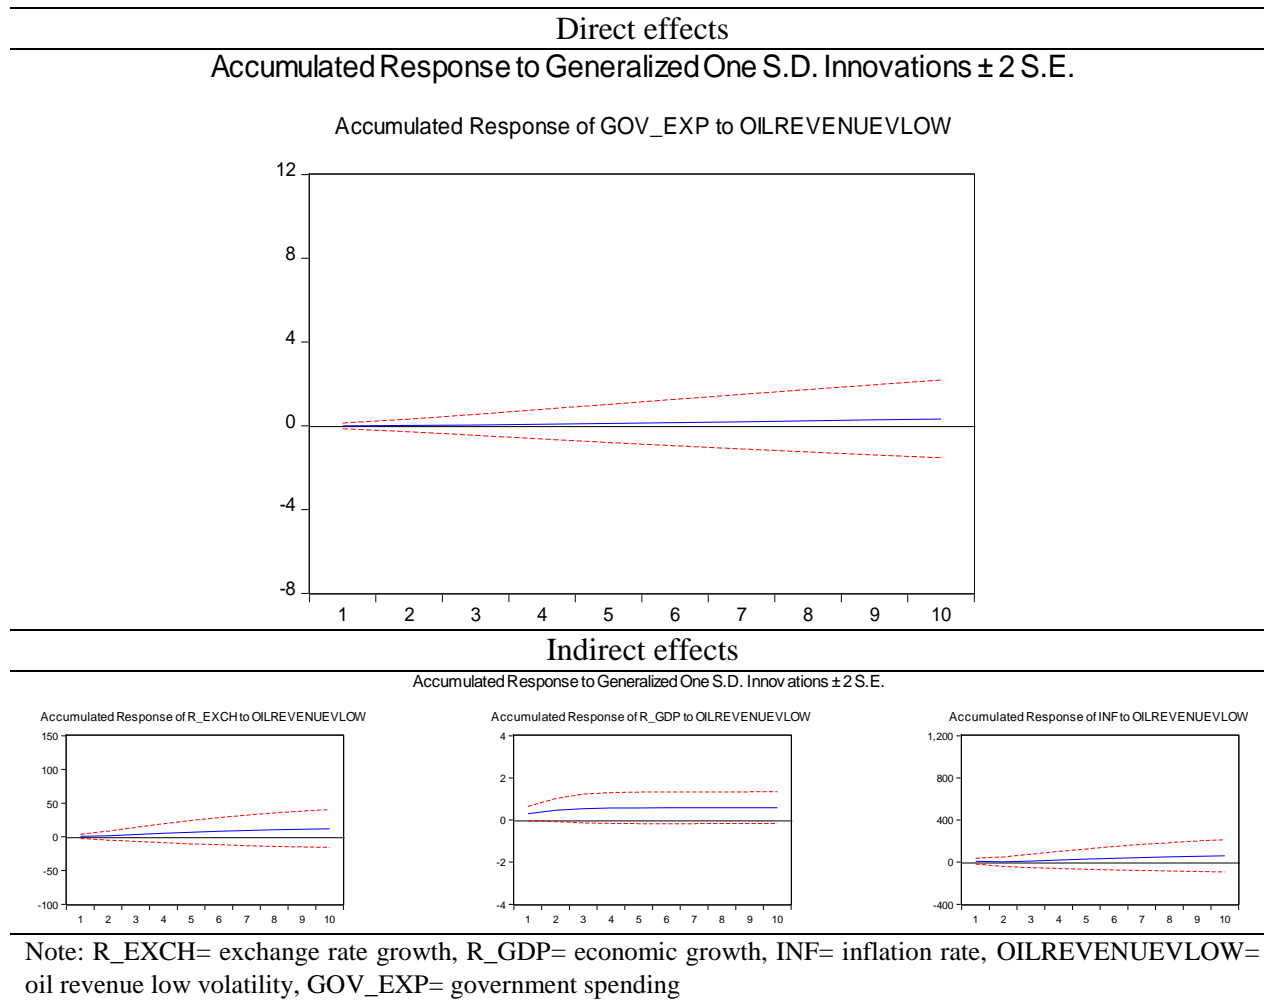 Direct effects
Accumulated Response to Generalized One S.D. Innovations ± 2 S.E.
Accumulated Response of GOV_EXP to OILREVENUEVLOW
12
8
4
0
-4
-8
1 2 3 4 5 6 7 8 9 10
Indirect effects
Accumulated Response to Generalized One S.D. Innovations ± 2 S.E.
Accumulated Response of R_EXCH to OILREVENUEVLOW
150
100
50
0
-50
-100
1 2 3 4 5 6 7 8 9 10
Accumulated Response of R_GDP to OILREVENUEVLOW
4
2
0
-2
-4
1 2 3 4 5 6 7 8 9 10
Accumulated Response of INF to OILREVENUEVLOW
1,200
800
400
0
-400
1 2 3 4 5 6 7 8 9 10
Note: R_EXCH= exchange rate growth, R_GDP= economic growth, INF= inflation rate, OILREVENUEVLOW=
oil revenue low volatility, GOV_EXP= government spending